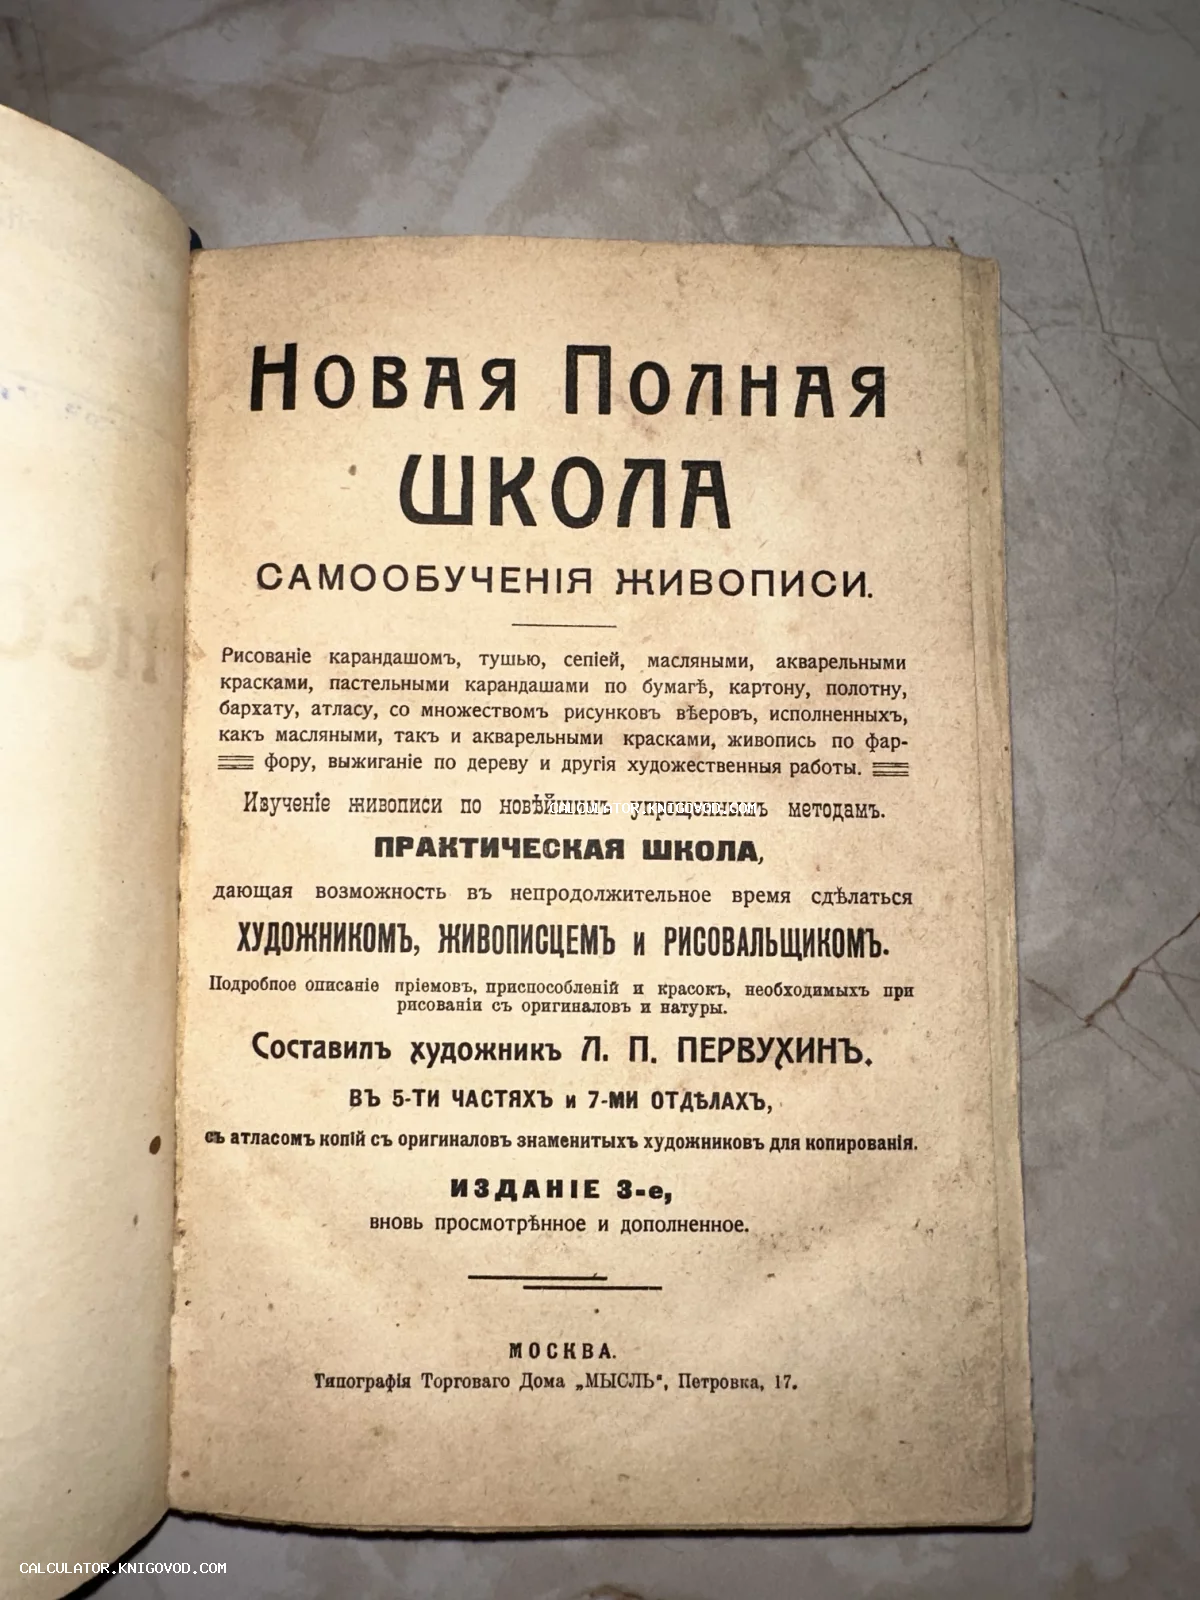 Новая Полная
ШКОЛА
САМООБУЧЕНІЯ ЖИВОПИСИ.
Рисованіе карандашомъ, тушью, сепіей, масляными, акварельными
красками, пастельными карандашами по бумагѣ, картону, полотну,
бархату, атласу, со множествомъ рисунковъ вѣеровъ, исполненныхъ,
какъ масляными, такъ и акварельными красками, живопись по фар-
фору, выжиганіе по дереву и другія художественныя работы.
Изученіе живописи по новѣйшимъ упрощеннымъ методамъ.
CALCULATOR.KNIGOVOD.COM
ПРАКТИЧЕСКАЯ ШКОЛА,
дающая возможность въ непродолжительное время сдѣлаться
ХУДОЖНИКОМЪ, ЖИВОПИСЦЕМЪ и РИСОВАЛЬЩИКОМЪ.
Подробное описаніе пріемовъ, приспособленій и красокъ, необходимыхъ при
рисованіи съ оригиналовъ и натуры.
Составилъ художникъ Л. П. ПЕРВУХИНЪ.
ВЪ 5-ТИ ЧАСТЯХЪ и 7-МИ ОТДѢЛАХЪ,
съ атласомъ копій съ оригиналовъ знаменитыхъ художниковъ для копированія.
ИЗДАНІЕ 3-е,
вновь просмотрѣнное и дополненное.
МОСКВА.
Типографія Торговаго Дома „МЫСЛЬ“, Петровка, 17.
CALCULATOR.KNIGOVOD.COM